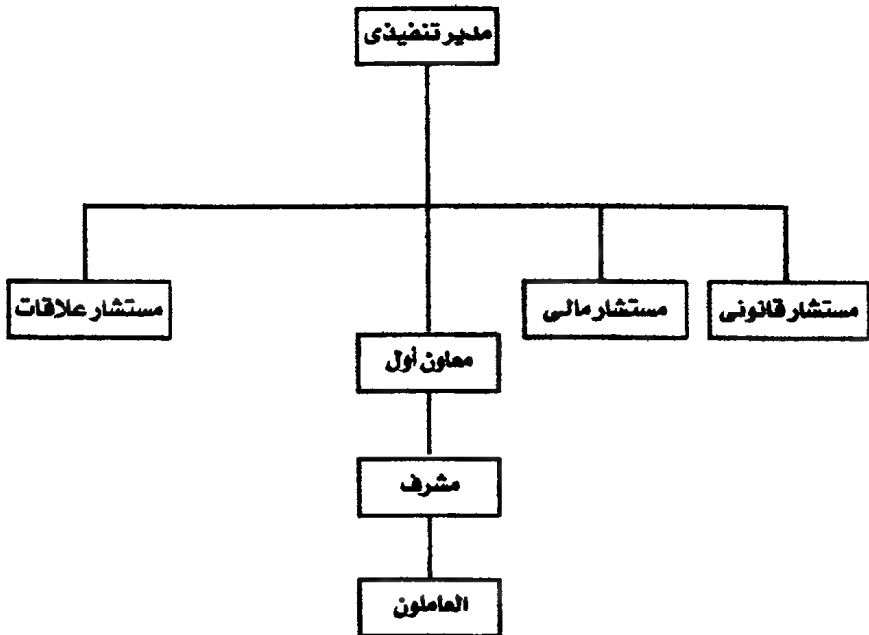 مدير تنفيذى
مستشار قانونى
مستشار مالى
مستشار علاقات
معاون أول
مشرف
العاملون